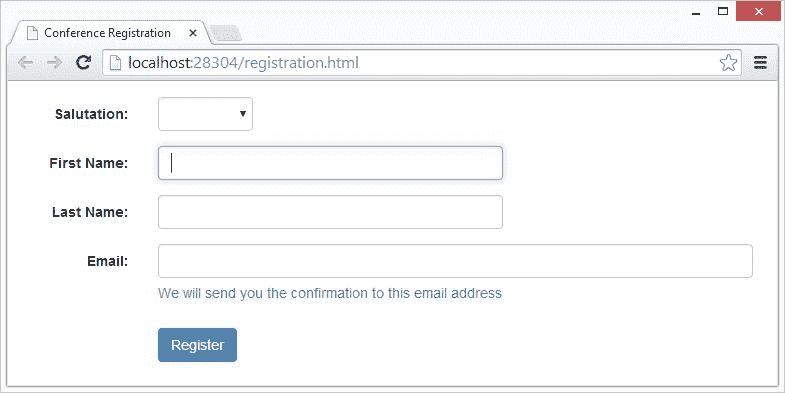 Conference Registration
localhost:28304/registration.html
Salutation:
First Name:
Last Name:
Email:
We will send you the confirmation to this email address
Register